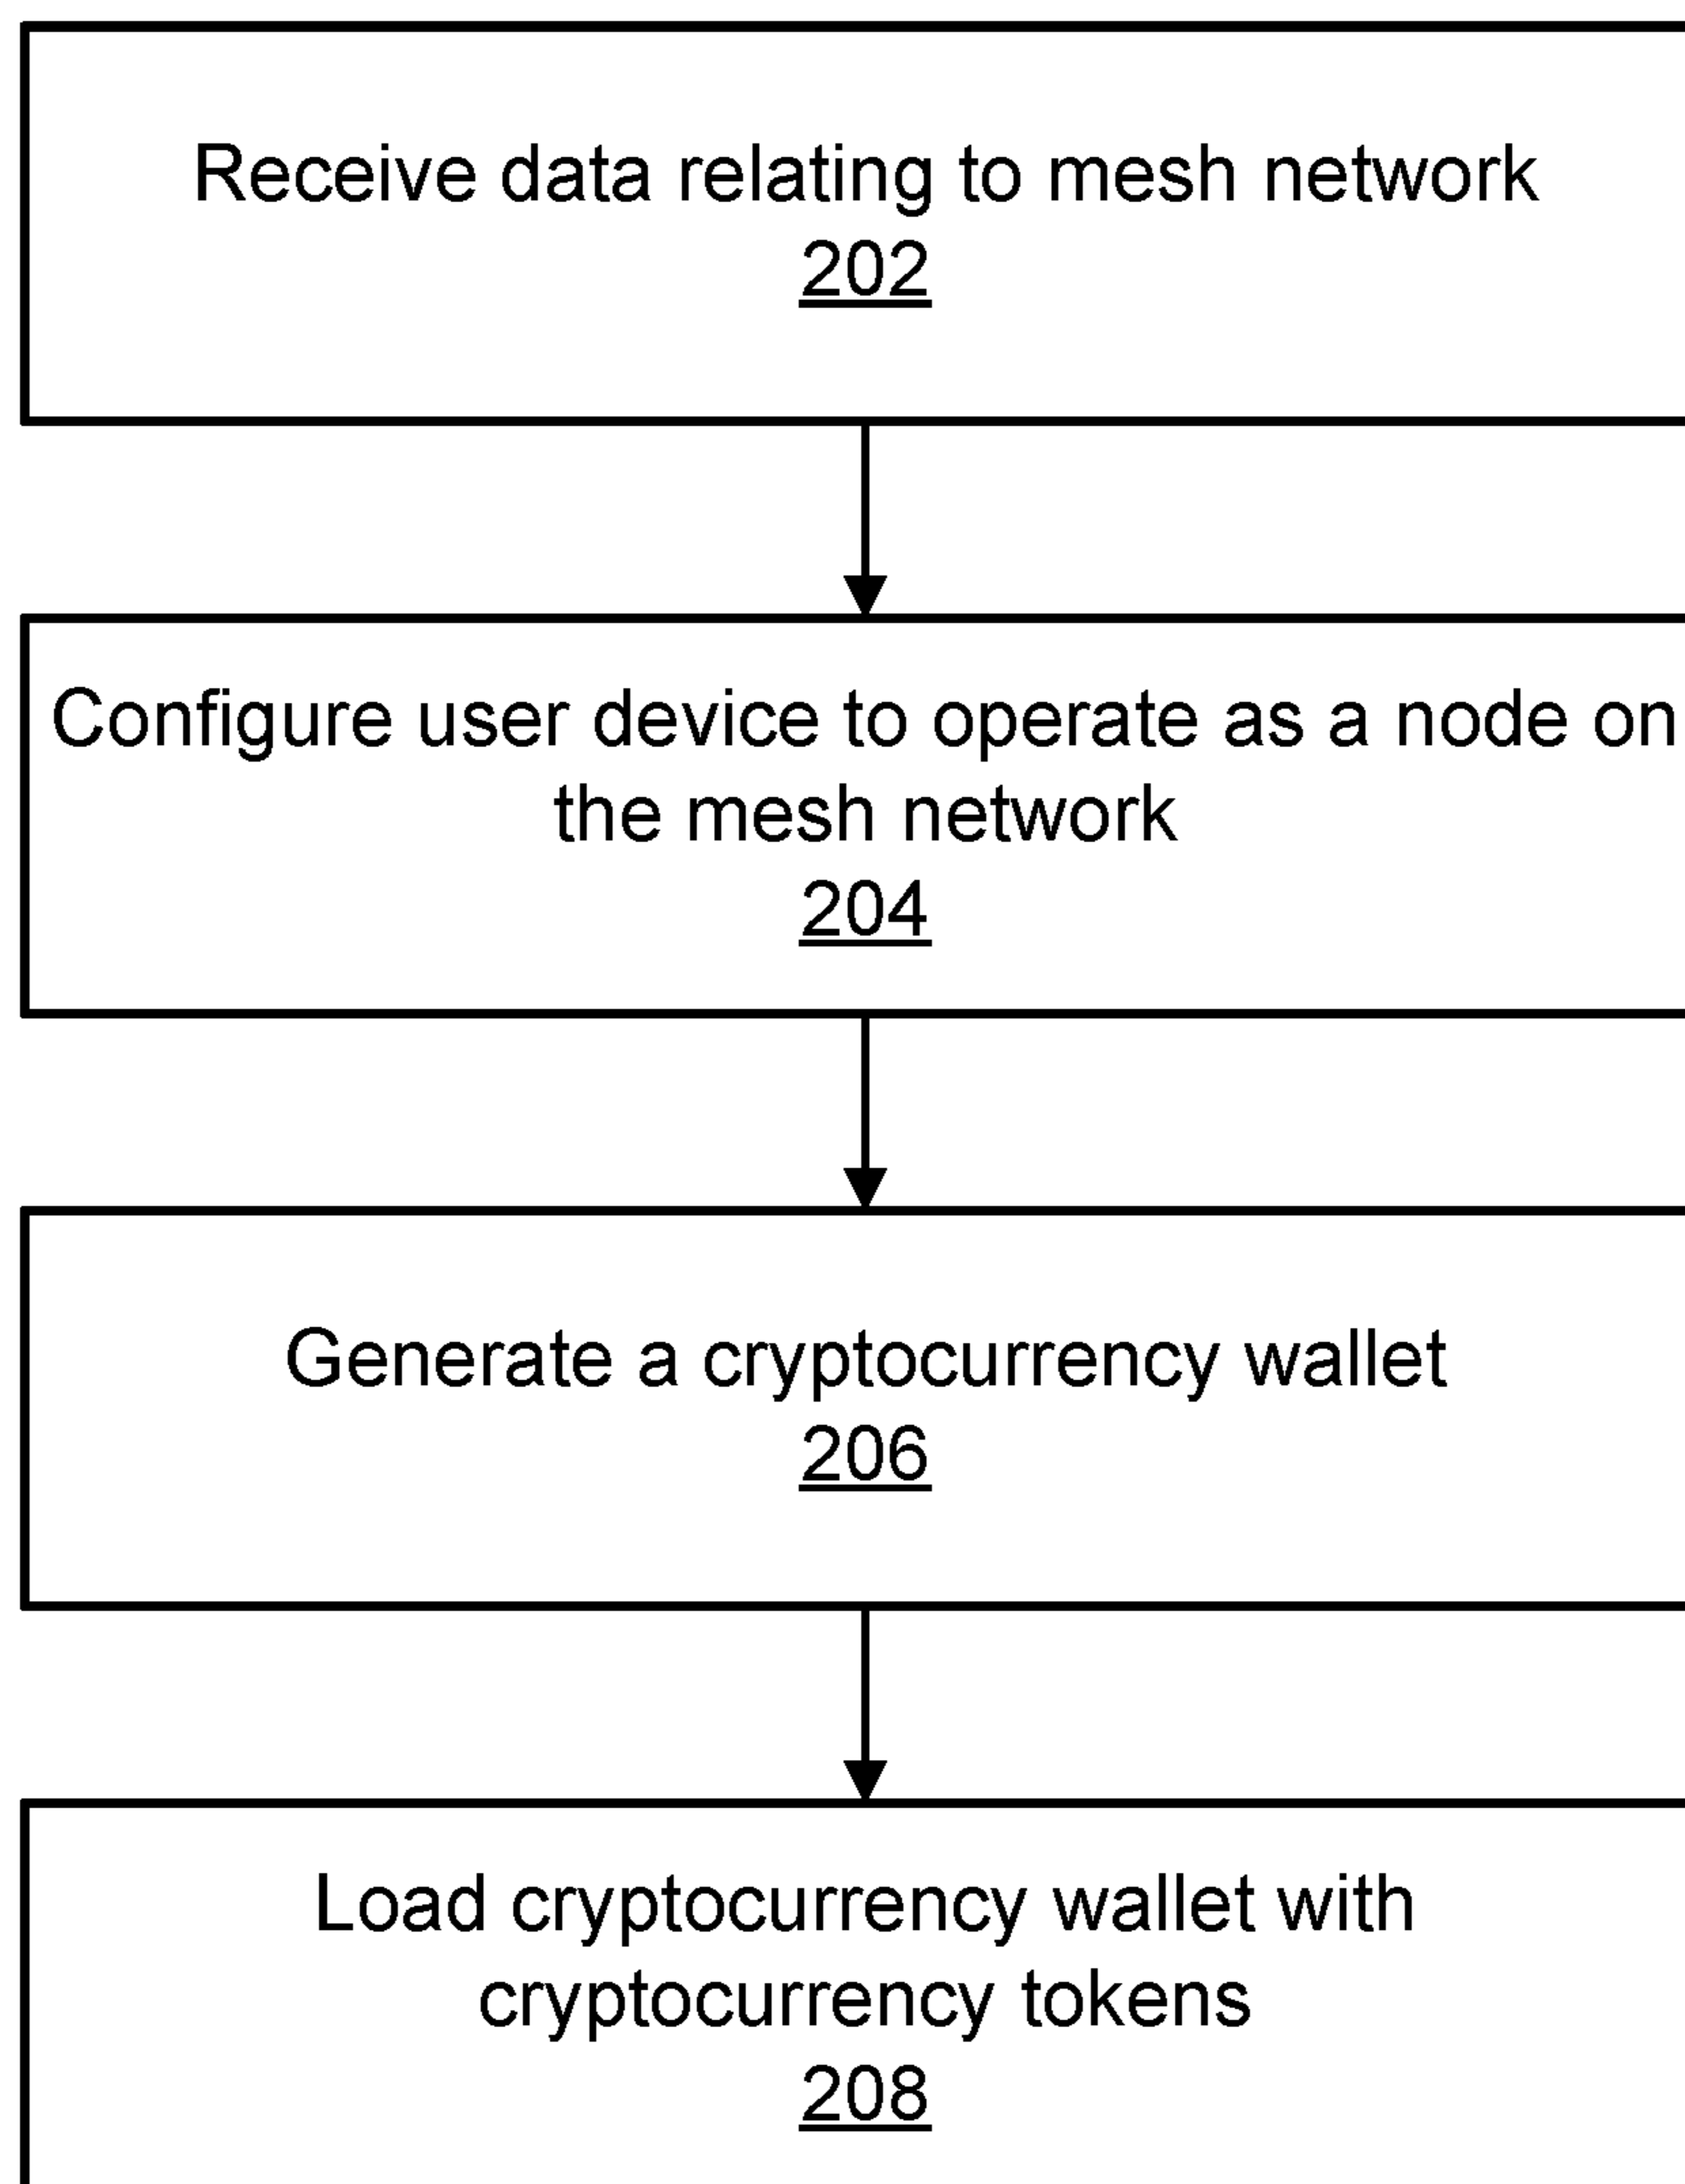 Receive data relating to mesh network
202
Configure user device to operate as a node on
the mesh network
204
Generate a cryptocurrency wallet
206
Load cryptocurrency wallet with
cryptocurrency tokens
208